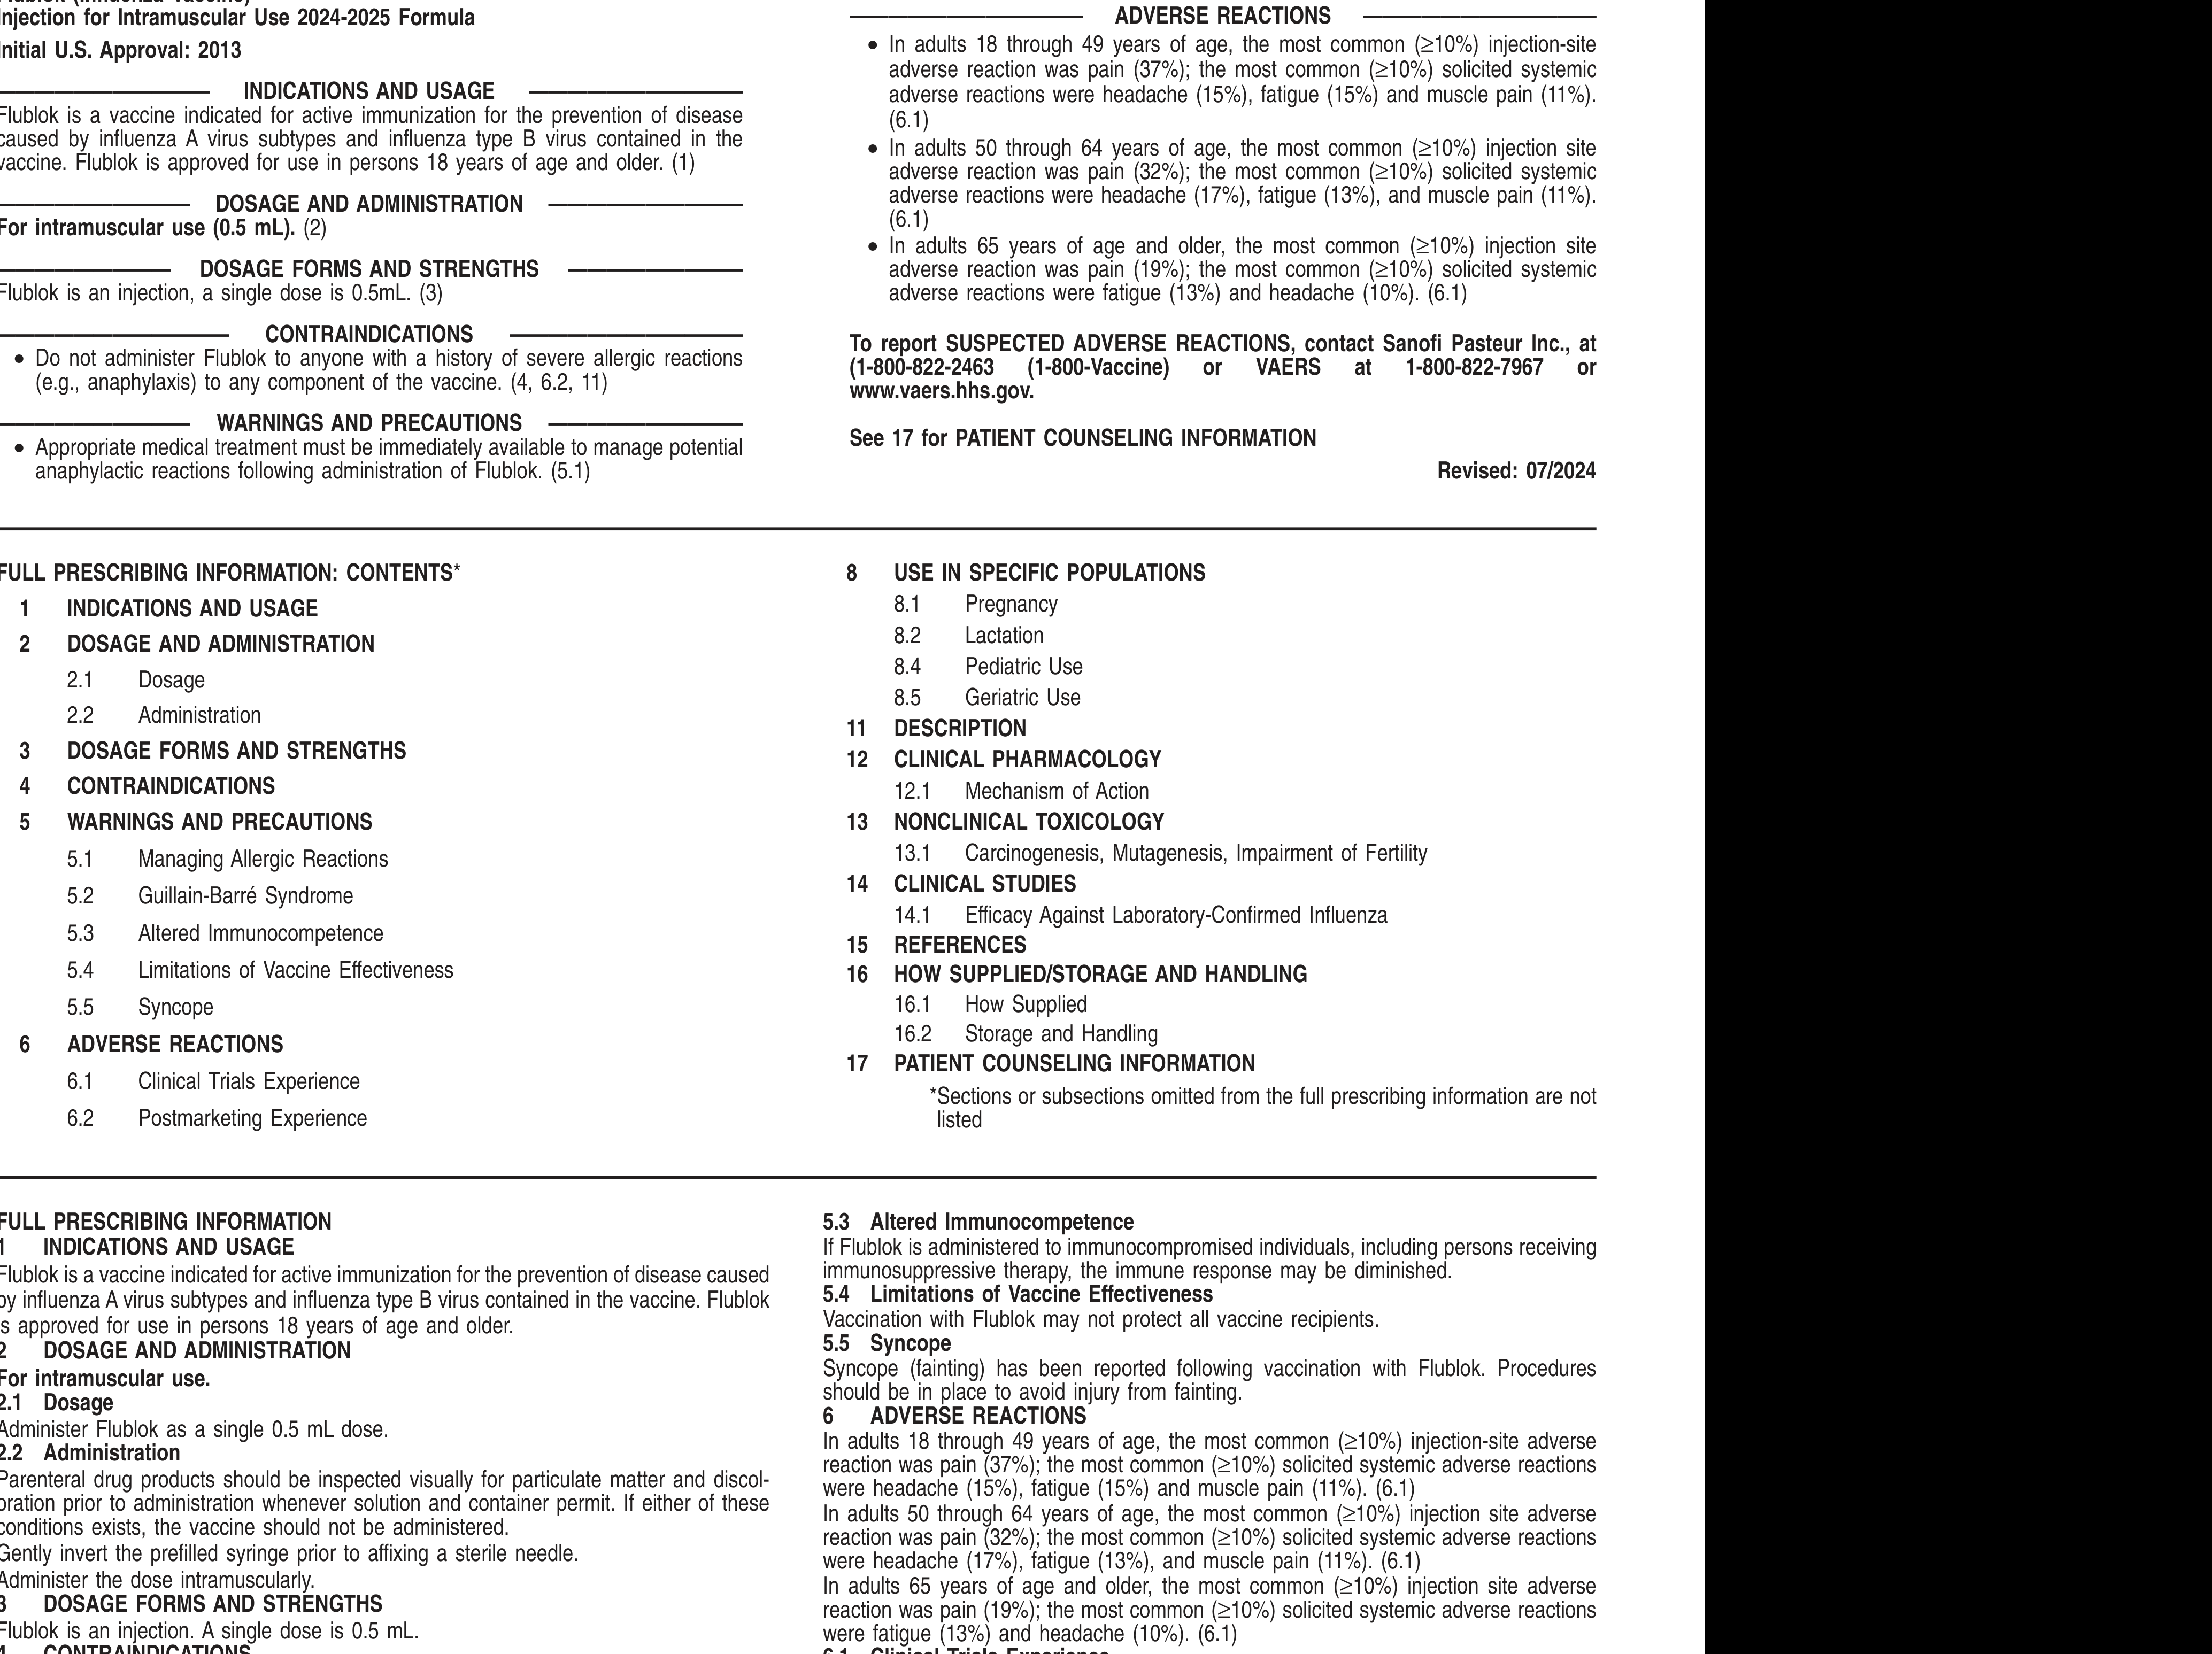 Injection for Intramuscular Use 2024-2025 Formula
Initial U.S. Approval: 2013
INDICATIONS AND USAGE
Flublok is a vaccine indicated for active immunization for the prevention of disease
caused by influenza A virus subtypes and influenza type B virus contained in the
vaccine. Flublok is approved for use in persons 18 years of age and older. (1)
DOSAGE AND ADMINISTRATION
For intramuscular use (0.5 mL). (2)
DOSAGE FORMS AND STRENGTHS
Flublok is an injection, a single dose is 0.5mL. (3)
CONTRAINDICATIONS
• Do not administer Flublok to anyone with a history of severe allergic reactions
(e.g., anaphylaxis) to any component of the vaccine. (4, 6.2, 11)
WARNINGS AND PRECAUTIONS
• Appropriate medical treatment must be immediately available to manage potential
anaphylactic reactions following administration of Flublok. (5.1)
ADVERSE REACTIONS
• In adults 18 through 49 years of age, the most common (≥10%) injection-site
adverse reaction was pain (37%); the most common (≥10%) solicited systemic
adverse reactions were headache (15%), fatigue (15%) and muscle pain (11%).
(6.1)
• In adults 50 through 64 years of age, the most common (≥10%) injection site
adverse reaction was pain (32%); the most common (≥10%) solicited systemic
adverse reactions were headache (17%), fatigue (13%), and muscle pain (11%).
(6.1)
• In adults 65 years of age and older, the most common (≥10%) injection site
adverse reaction was pain (19%); the most common (≥10%) solicited systemic
adverse reactions were fatigue (13%) and headache (10%). (6.1)
To report SUSPECTED ADVERSE REACTIONS, contact Sanofi Pasteur Inc., at
(1-800-822-2463 (1-800-Vaccine) or VAERS at 1-800-822-7967 or
www.vaers.hhs.gov.
See 17 for PATIENT COUNSELING INFORMATION
Revised: 07/2024
FULL PRESCRIBING INFORMATION: CONTENTS*
1 INDICATIONS AND USAGE
2 DOSAGE AND ADMINISTRATION
2.1 Dosage
2.2 Administration
3 DOSAGE FORMS AND STRENGTHS
4 CONTRAINDICATIONS
5 WARNINGS AND PRECAUTIONS
5.1 Managing Allergic Reactions
5.2 Guillain-Barré Syndrome
5.3 Altered Immunocompetence
5.4 Limitations of Vaccine Effectiveness
5.5 Syncope
6 ADVERSE REACTIONS
6.1 Clinical Trials Experience
6.2 Postmarketing Experience
8 USE IN SPECIFIC POPULATIONS
8.1 Pregnancy
8.2 Lactation
8.4 Pediatric Use
8.5 Geriatric Use
11 DESCRIPTION
12 CLINICAL PHARMACOLOGY
12.1 Mechanism of Action
13 NONCLINICAL TOXICOLOGY
13.1 Carcinogenesis, Mutagenesis, Impairment of Fertility
14 CLINICAL STUDIES
14.1 Efficacy Against Laboratory-Confirmed Influenza
15 REFERENCES
16 HOW SUPPLIED/STORAGE AND HANDLING
16.1 How Supplied
16.2 Storage and Handling
17 PATIENT COUNSELING INFORMATION
*Sections or subsections omitted from the full prescribing information are not
listed
FULL PRESCRIBING INFORMATION
1 INDICATIONS AND USAGE
Flublok is a vaccine indicated for active immunization for the prevention of disease caused
by influenza A virus subtypes and influenza type B virus contained in the vaccine. Flublok
is approved for use in persons 18 years of age and older.
2 DOSAGE AND ADMINISTRATION
For intramuscular use.
2.1 Dosage
Administer Flublok as a single 0.5 mL dose.
2.2 Administration
Parenteral drug products should be inspected visually for particulate matter and discol-
oration prior to administration whenever solution and container permit. If either of these
conditions exists, the vaccine should not be administered.
Gently invert the prefilled syringe prior to affixing a sterile needle.
Administer the dose intramuscularly.
3 DOSAGE FORMS AND STRENGTHS
Flublok is an injection. A single dose is 0.5 mL.
4 CONTRAINDICATIONS
5.3 Altered Immunocompetence
If Flublok is administered to immunocompromised individuals, including persons receiving
immunosuppressive therapy, the immune response may be diminished.
5.4 Limitations of Vaccine Effectiveness
Vaccination with Flublok may not protect all vaccine recipients.
5.5 Syncope
Syncope (fainting) has been reported following vaccination with Flublok. Procedures
should be in place to avoid injury from fainting.
6 ADVERSE REACTIONS
In adults 18 through 49 years of age, the most common (≥10%) injection-site adverse
reaction was pain (37%); the most common (≥10%) solicited systemic adverse reactions
were headache (15%), fatigue (15%) and muscle pain (11%). (6.1)
In adults 50 through 64 years of age, the most common (≥10%) injection site adverse
reaction was pain (32%); the most common (≥10%) solicited systemic adverse reactions
were headache (17%), fatigue (13%), and muscle pain (11%). (6.1)
In adults 65 years of age and older, the most common (≥10%) injection site adverse
reaction was pain (19%); the most common (≥10%) solicited systemic adverse reactions
were fatigue (13%) and headache (10%). (6.1)
6.1 Clinical Trials Experience